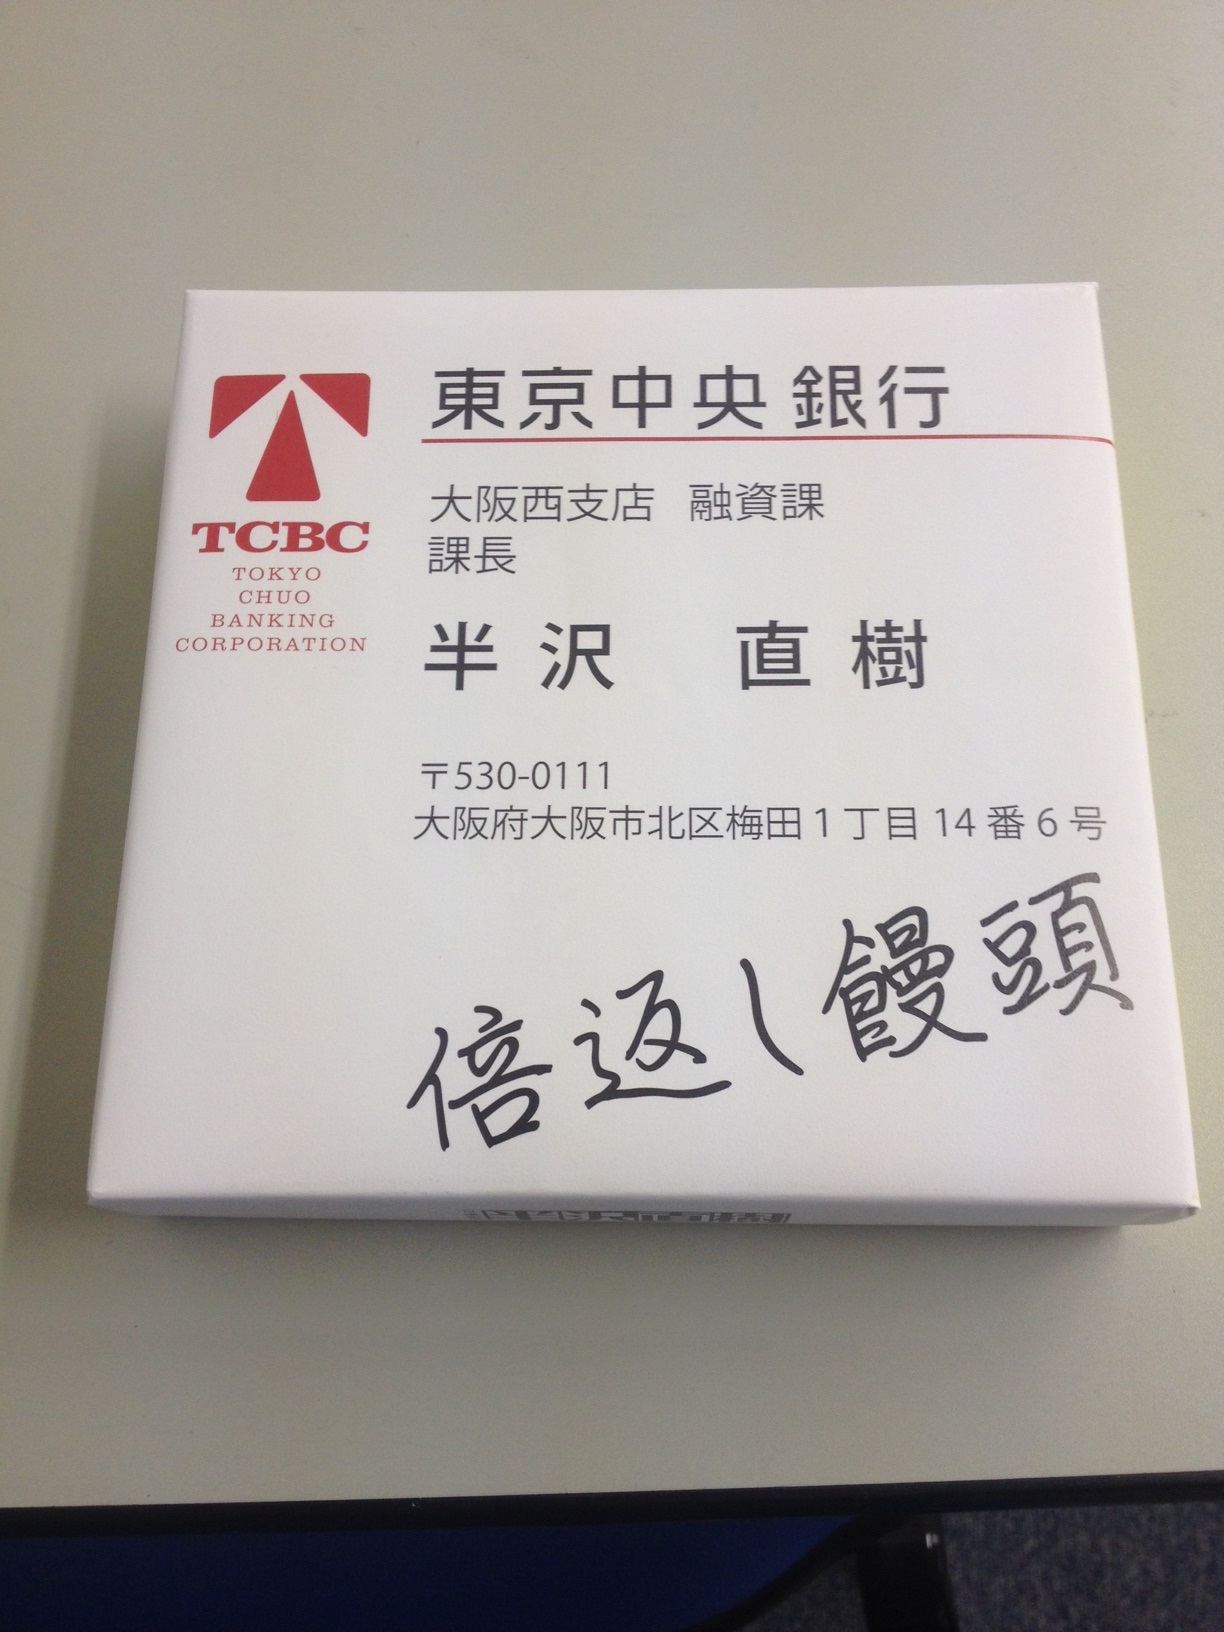 東京中央銀行
大阪西支店 融資課
課長
半沢 直樹
〒530-0111
大阪府大阪市北区梅田1丁目14番6号
倍返し饅頭
TCBC
TOKYO
CHUO
BANKING
CORPORATION